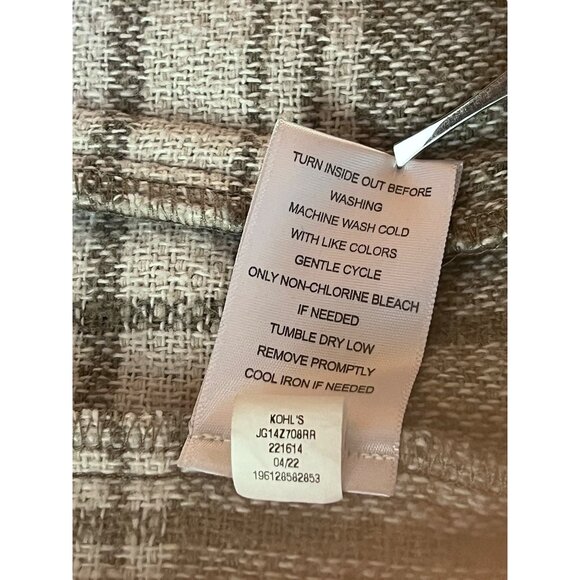 TURN INSIDE OUT BEFORE
WASHING
MACHINE WASH COLD
WITH LIKE COLORS
GENTLE CYCLE
ONLY NON-CHLORINE BLEACH
IF NEEDED
TUMBLE DRY LOW
REMOVE PROMPTLY
COOL IRON IF NEEDED
KOHL'S
JG14Z708RR
221614
04/22
196128582853